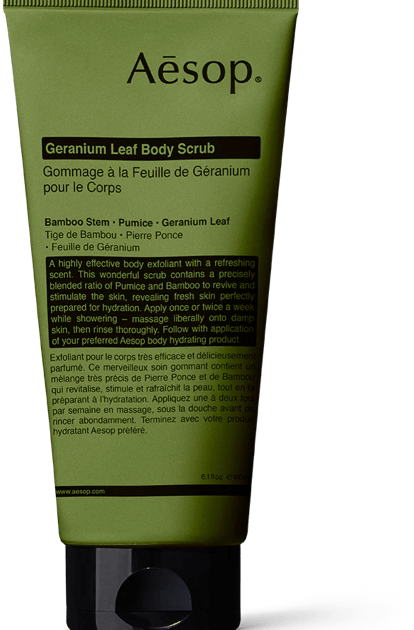 Aēsop®
Geranium Leaf Body Scrub
Gommage à la Feuille de Géranium
pour le Corps
Bamboo Stem · Pumice · Geranium Leaf
Tige de Bambou · Pierre Ponce
· Feuille de Géranium
A highly effective body exfoliant with a refreshing
scent. This wonderful scrub contains a precisely
blended ratio of Pumice and Bamboo to revive and
stimulate the skin, revealing fresh skin perfectly
prepared for hydration. Apply once or twice a week
while showering – massage liberally onto damp
skin, then rinse thoroughly. Follow with application
of your preferred Aesop body hydrating product.
Exfoliant pour le corps très efficace et délicieusement
parfumé. Ce merveilleux soin gommant contient un
mélange très précis de Pierre Ponce et de Bambou
qui revitalise, stimule et rafraîchit la peau, tout en la
préparant à l'hydratation. Appliquez une à deux fois
par semaine en massage, sous la douche avant de
rincer abondamment. Terminez avec votre produit
hydratant Aesop préféré.
6.1 fl oz
www.aesop.com